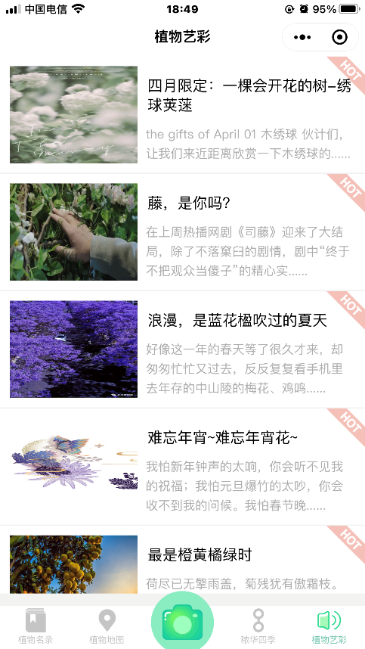 中国电信
18:49
95%
植物艺彩
HOT
四月限定：一棵会开花的树-绣
球荚蒾
the gifts of April 01 木绣球 伙计们，
让我们来近距离欣赏一下木绣球的......
HOT
藤，是你吗？
在上周热播网剧《司藤》迎来了大结
局，除了不落窠臼的剧情，剧中“终于
不把观众当傻子”的精心实......
HOT
浪漫，是蓝花楹吹过的夏天
好像这一年的春天等了很久才来，却
匆匆忙忙又过去，反反复复看手机里
去年存的中山陵的梅花、鸡鸣......
HOT
难忘年宵~难忘年宵花~
我怕新年钟声的太响，你会听不见我
的祝福；我怕元旦爆竹的太吵，你会
收不到我的问候。我怕春节晚......
HOT
最是橙黄橘绿时
荷尽已无擎雨盖，菊残犹有傲霜枝。
植物名录
植物地图
浓华四季
植物艺彩